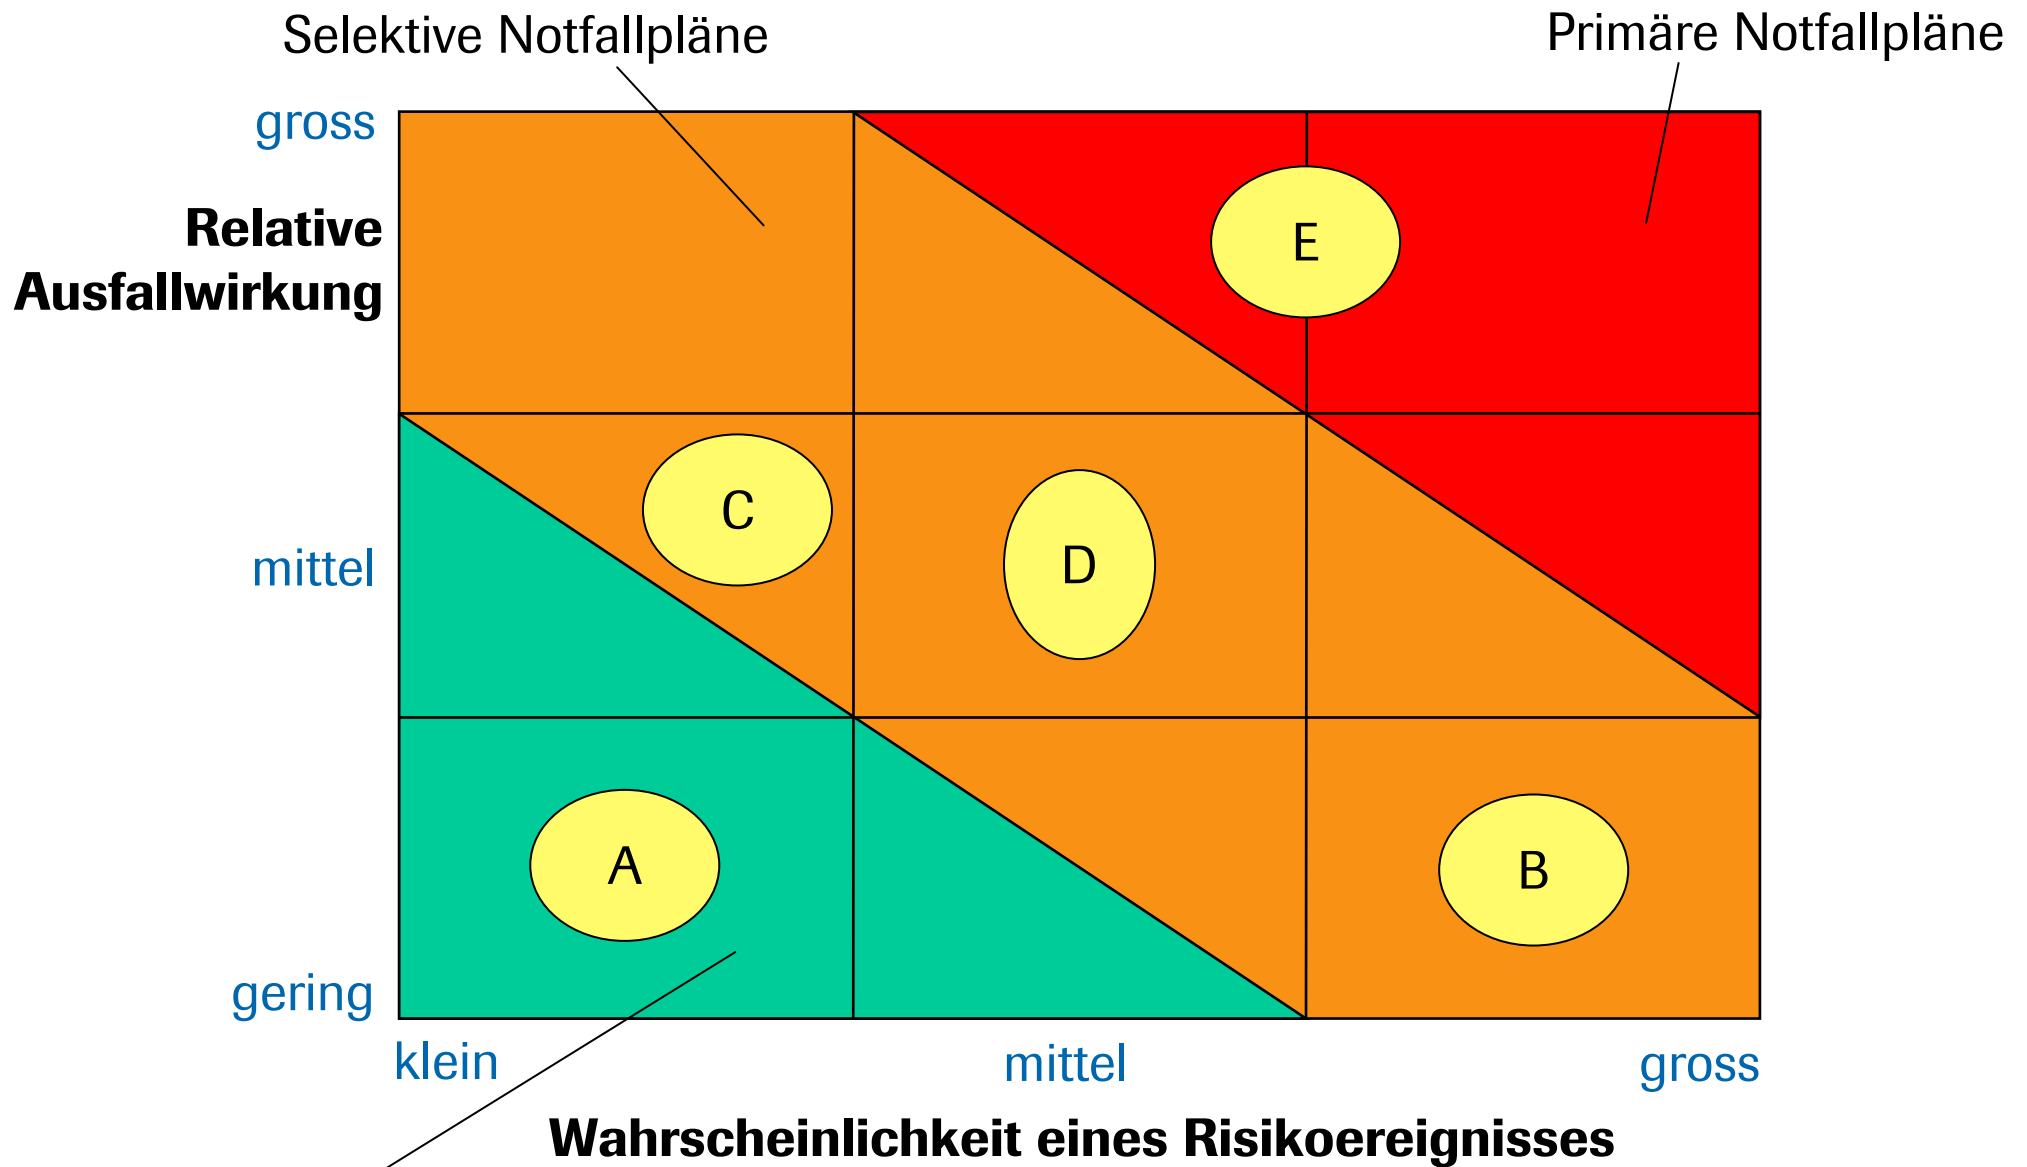 Selektive Notfallpläne
Primäre Notfallpläne
gross
Relative
Ausfallwirkung
E
C
D
mittel
A
B
gering
klein
mittel
gross
Wahrscheinlichkeit eines Risikoereignisses